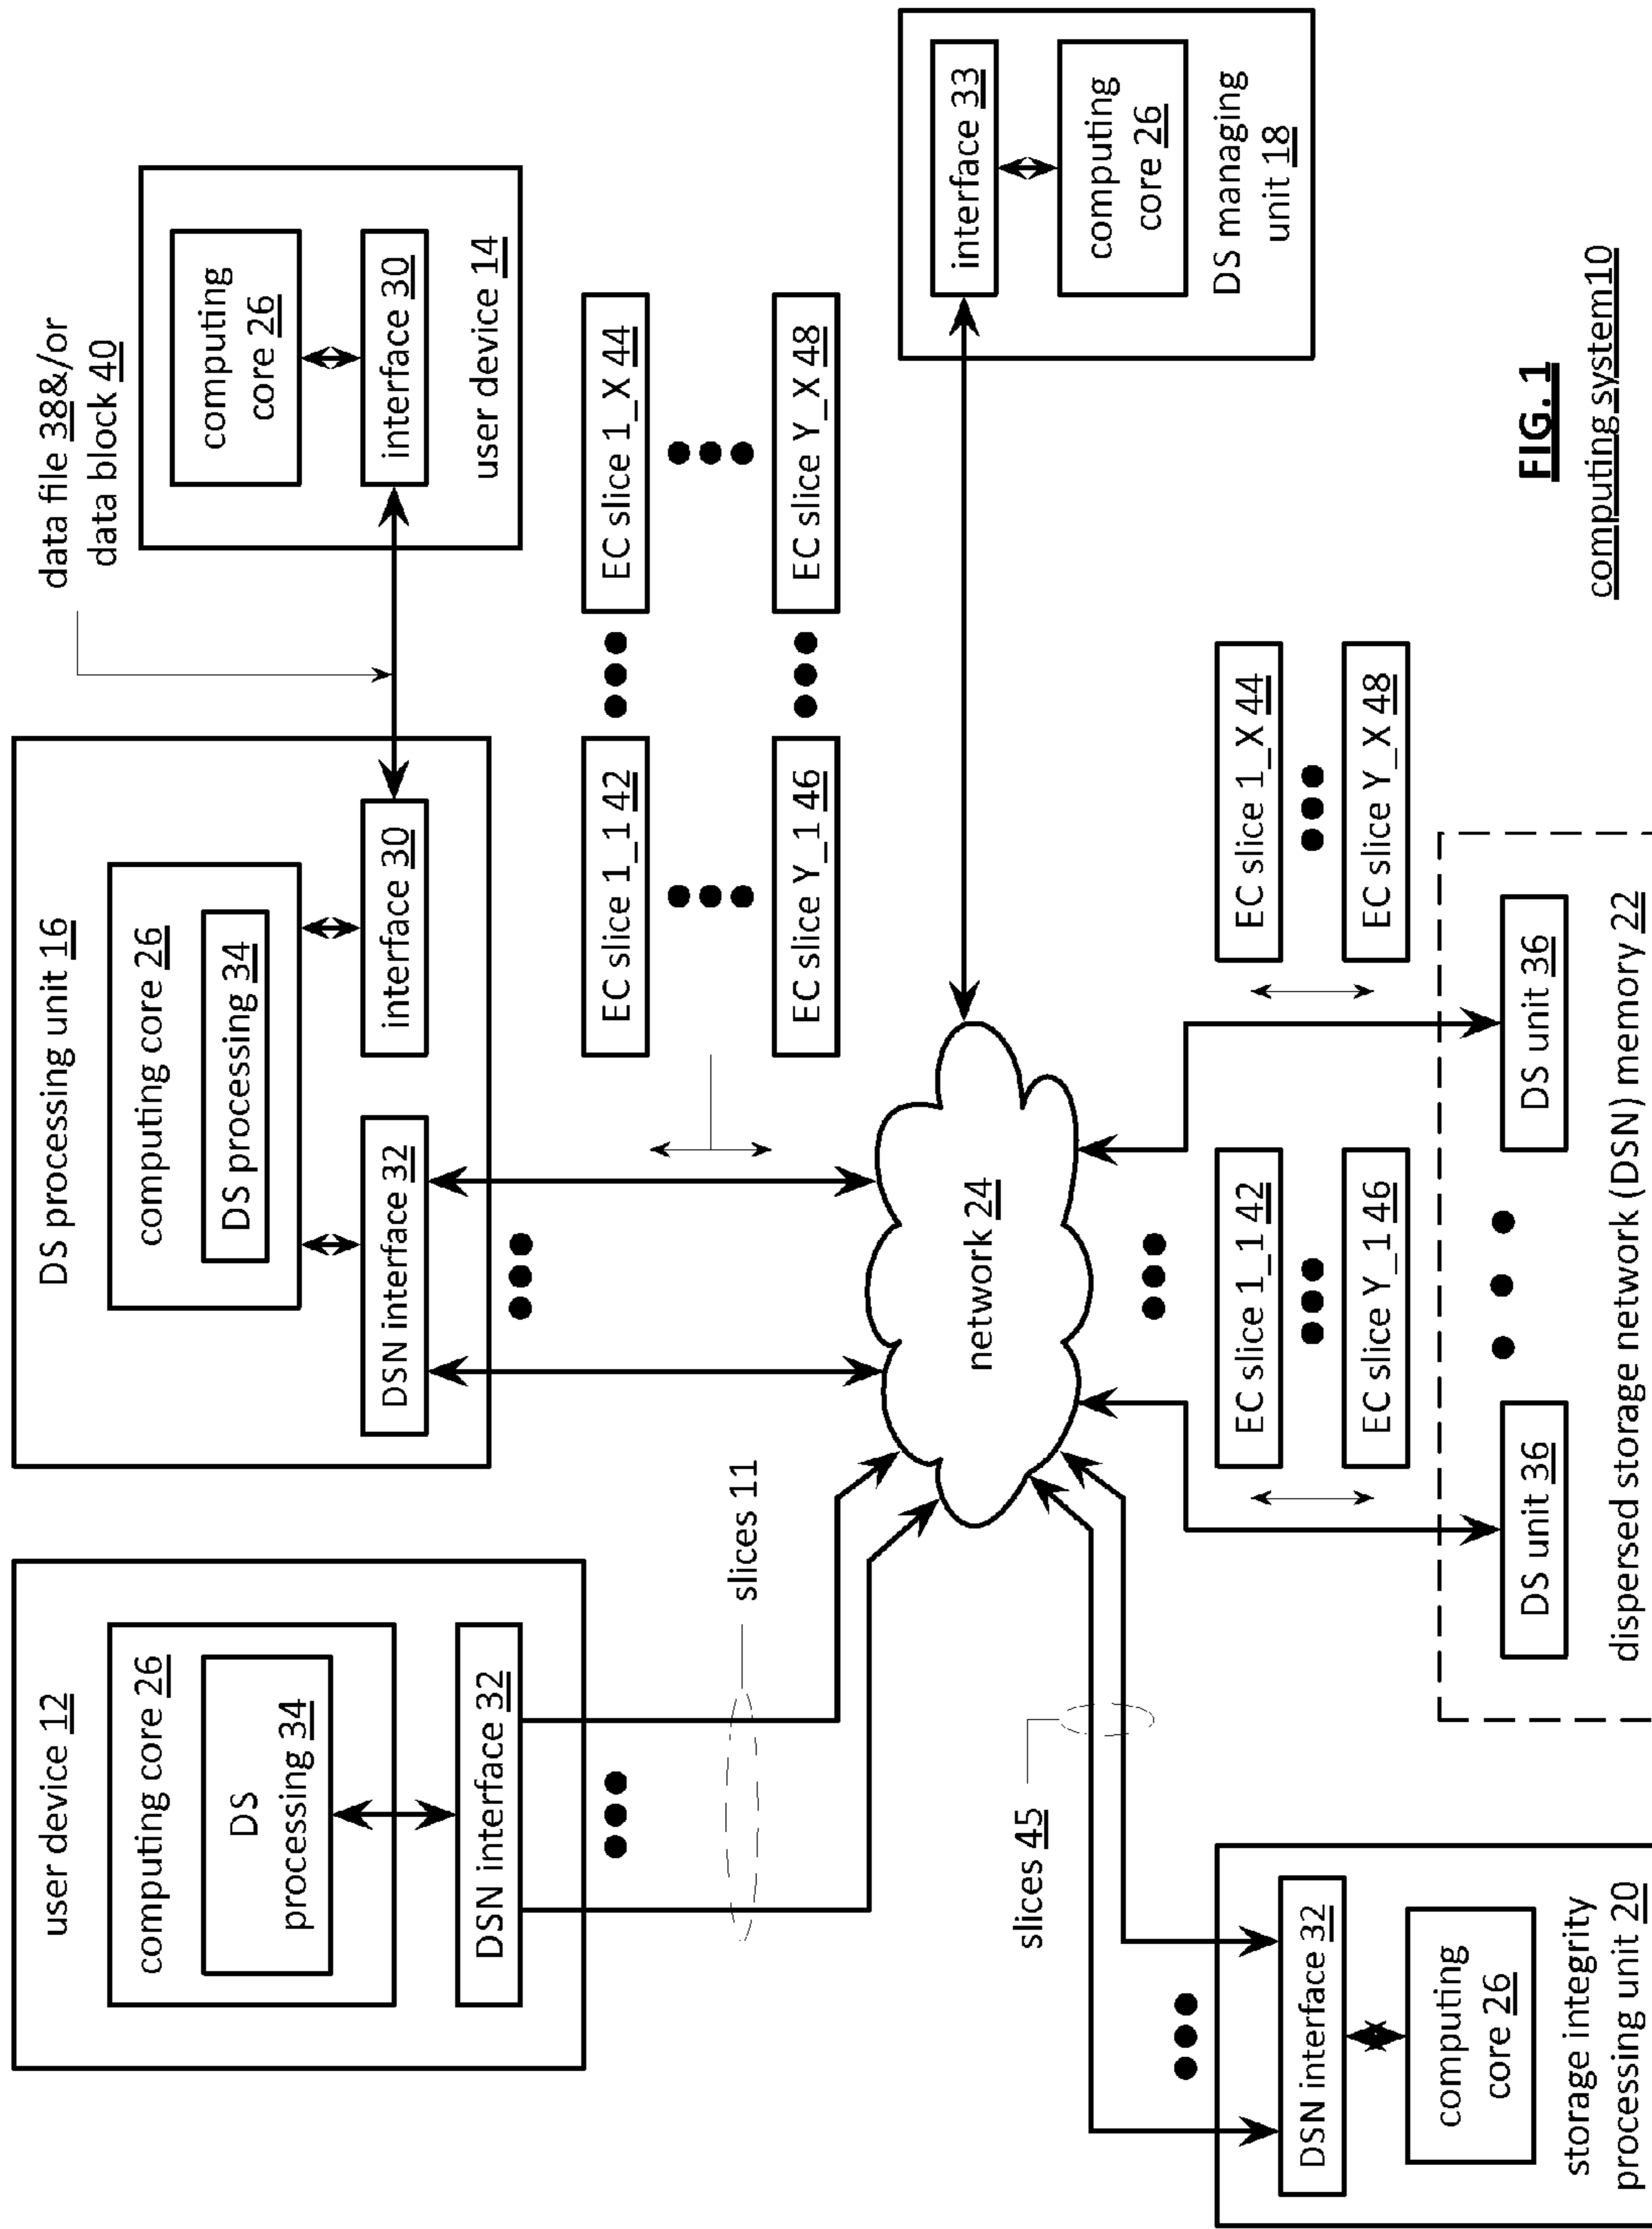 user device 12
computing core 26
DS
processing 34
DSN interface 32
slices 11
DS processing unit 16
computing core 26
DS processing 34
DSN interface 32
interface 30
data file 38&/or
data block 40
computing
core 26
interface 30
user device 14
EC slice 1_1 42
EC slice 1_X 44
EC slice Y_1 46
EC slice Y_X 48
network 24
interface 33
computing
core 26
DS managing
unit 18
slices 45
DSN interface 32
computing
core 26
storage integrity
processing unit 20
EC slice 1_1 42
EC slice Y_1 46
EC slice 1_X 44
EC slice Y_X 48
DS unit 36
DS unit 36
dispersed storage network (DSN) memory 22
FIG. 1
computing system10